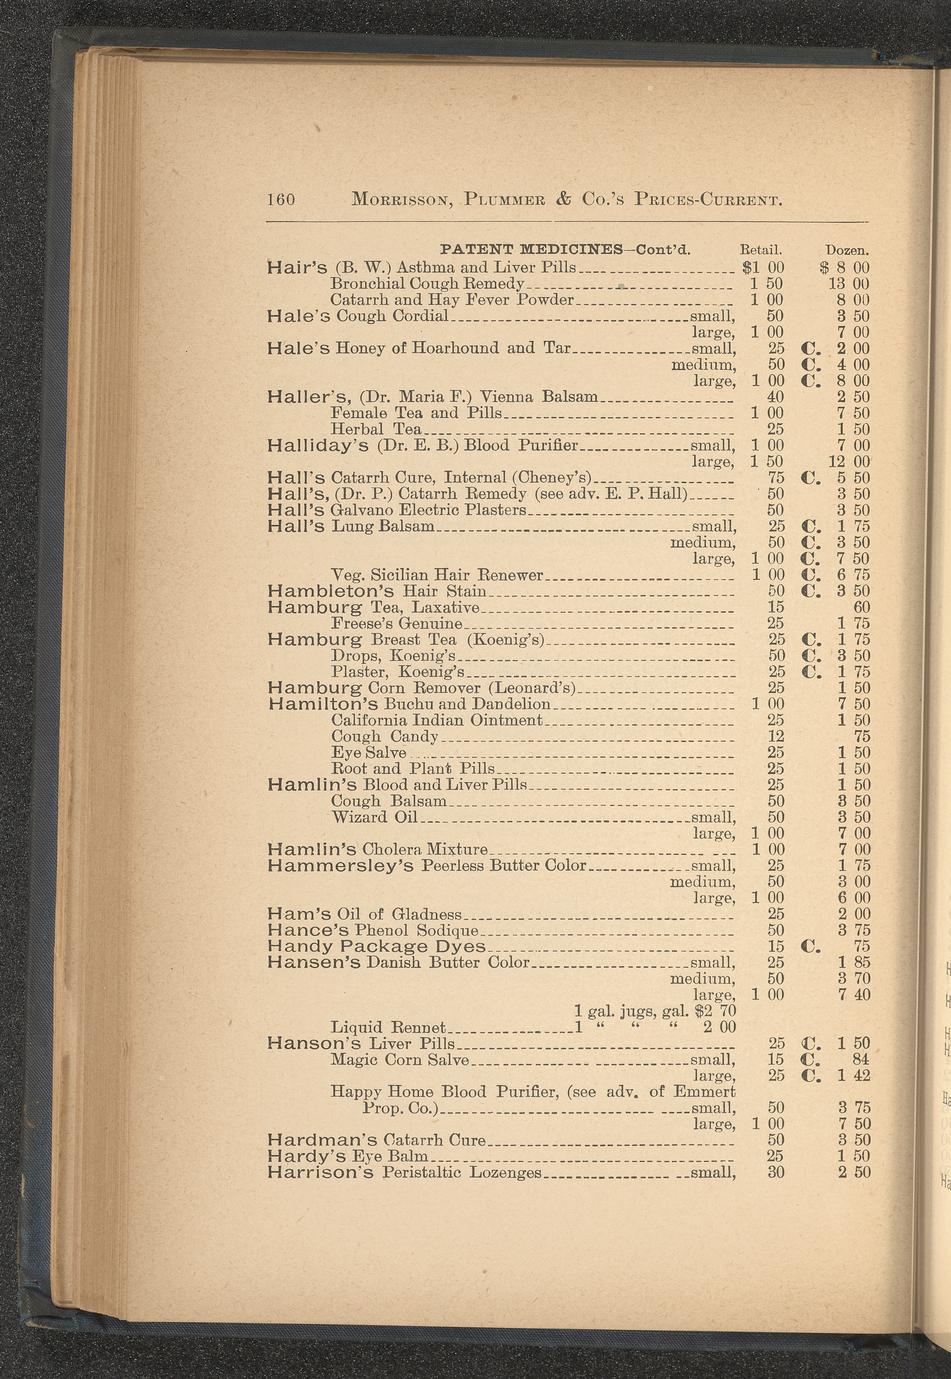 160 MORRISSON, PLUMMER & CO.'S PRICES-CURRENT.
PATENT MEDICINES—Cont'd. Retail. Dozen.
Hair's (B. W.) Asthma and Liver Pills $1 00 $ 8 00
Bronchial Cough Remedy 1 50 13 00
Catarrh and Hay Fever Powder 1 00 8 00
Hale's Cough Cordial small, 50 3 50
large, 1 00 7 00
Hale's Honey of Hoarhound and Tar small, 25 C. 2 00
medium, 50 C. 4 00
large, 1 00 C. 8 00
Haller's, (Dr. Maria F.) Vienna Balsam 40 2 50
Female Tea and Pills 1 00 7 50
Herbal Tea 25 1 50
Halliday's (Dr. E. B.) Blood Purifier small, 1 00 7 00
large, 1 50 12 00
Hall's Catarrh Cure, Internal (Cheney's) 75 C. 5 50
Hall's, (Dr. P.) Catarrh Remedy (see adv. E. P. Hall) 50 3 50
Hall's Galvano Electric Plasters 50 3 50
Hall's Lung Balsam small, 25 C. 1 75
medium, 50 C. 3 50
large, 1 00 C. 7 50
Veg. Sicilian Hair Renewer 1 00 C. 6 75
Hambleton's Hair Stain 50 C. 3 50
Hamburg Tea, Laxative 15 60
Freese's Genuine 25 1 75
Hamburg Breast Tea (Koenig's) 25 C. 1 75
Drops, Koenig's 50 C. 3 50
Plaster, Koenig's 25 C. 1 75
Hamburg Corn Remover (Leonard's) 25 1 50
Hamilton's Buchu and Dandelion 1 00 7 50
California Indian Ointment 25 1 50
Cough Candy 12 75
Eye Salve 25 1 50
Root and Plant Pills 25 1 50
Hamlin's Blood and Liver Pills 25 1 50
Cough Balsam 50 3 50
Wizard Oil small, 50 3 50
large, 1 00 7 00
Hamlin's Cholera Mixture 1 00 7 00
Hammersley's Peerless Butter Color small, 25 1 75
medium, 50 3 00
large, 1 00 6 00
Ham's Oil of Gladness 25 2 00
Hance's Phenol Sodique 50 3 75
Handy Package Dyes 15 C. 75
Hansen's Danish Butter Color small, 25 1 85
medium, 50 3 70
large, 1 00 7 40
1 gal. jugs, gal. $2 70
Liquid Rennet 1 " " " 2 00
Hanson's Liver Pills 25 C. 1 50
Magic Corn Salve small, 15 C. 84
large, 25 C. 1 42
Happy Home Blood Purifier, (see adv. of Emmert
Prop. Co.) small, 50 3 75
large, 1 00 7 50
Hardman's Catarrh Cure 50 3 50
Hardy's Eye Balm 25 1 50
Harrison's Peristaltic Lozenges small, 30 2 50